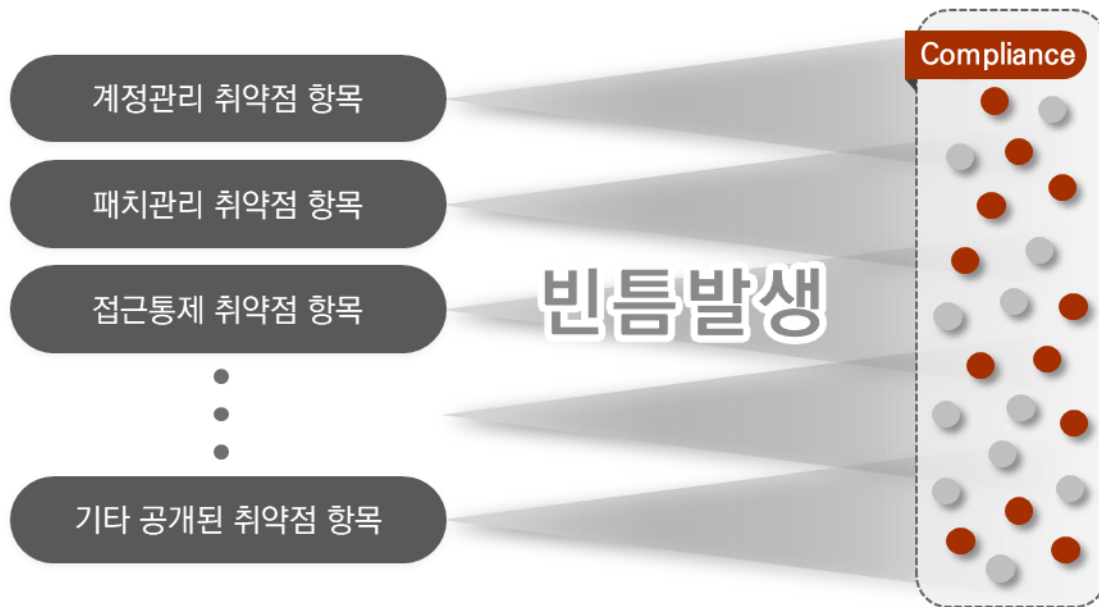 Compliance
계정관리 취약점 항목
패치관리 취약점 항목
빈틈발생
접근통제 취약점 항목
기타 공개된 취약점 항목